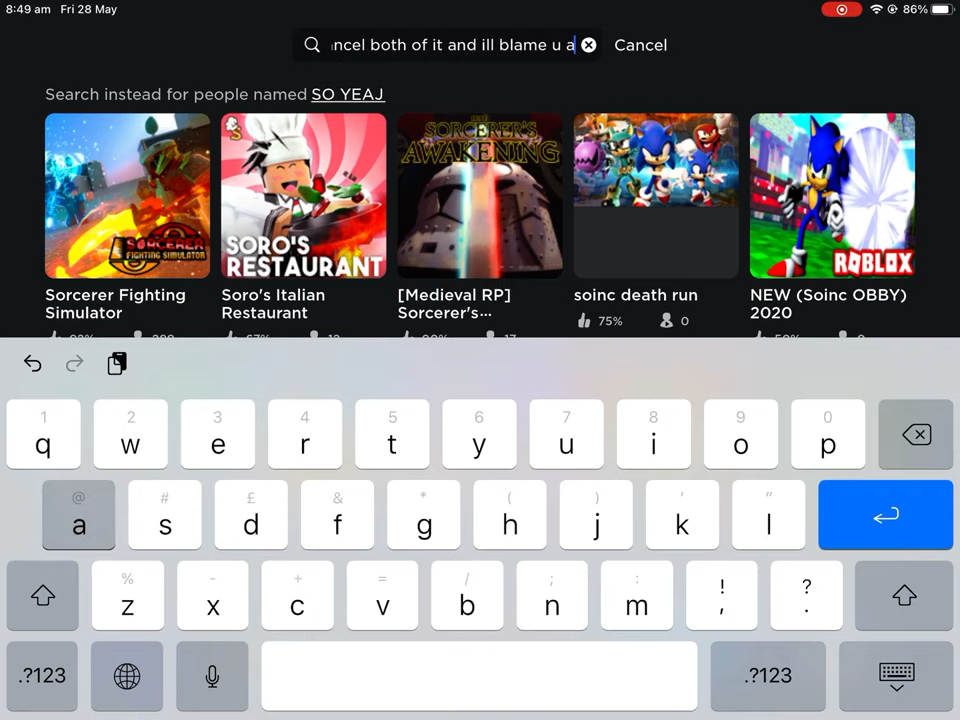 8:49 am Fri 28 May 86%
ncel both of it and ill blame u a Cancel
Search instead for people named SO YEAJ
SORCERER
FIGHTING SIMULATOR
SORO'S
RESTAURANT
SORCERER'S
AWAKENING
ROBLOX
Sorcerer Fighting
Simulator
Soro's Italian
Restaurant
[Medieval RP]
Sorcerer's...
soinc death run
75% 0
NEW (Soinc OBBY)
2020
1 2 3 4 5 6 7 8 9 0
q w e r t y u i o p
@ # £ & * ( ) ' "
a s d f g h j k l
% - + = / ; : ! ?
z x c v b n m , .
.?123 .?123